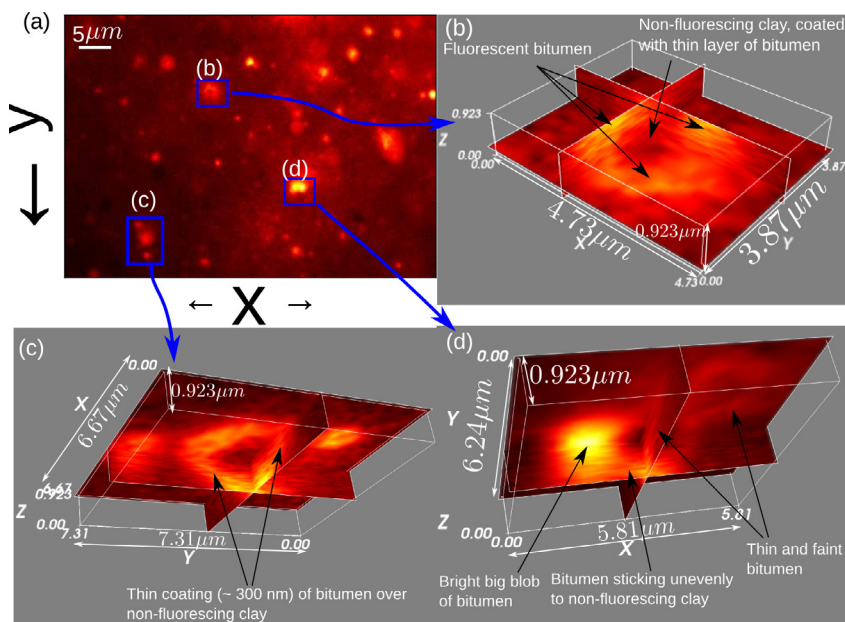 (a)
5μm
(b)
(d)
(c)
y
X
(b)
Fluorescent bitumen
Non-fluorescing clay, coated
with thin layer of bitumen
0.923
Z
0.00
0.00
3.87
4.73μm
X
0.923μm
3.87μm
Y
4.73
0.00
(c)
0.00
0.923μm
X
6.67μm
0.923
Z
0.00
7.31
7.31μm
Y
0.00
Thin coating (~ 300 nm) of bitumen over
non-fluorescing clay
(d)
0.00
0.923μm
Y
6.24μm
Z
0.00
0.00
5.81μm
X
5.81
Bright big blob
of bitumen
Bitumen sticking unevenly
to non-fluorescing clay
Thin and faint
bitumen